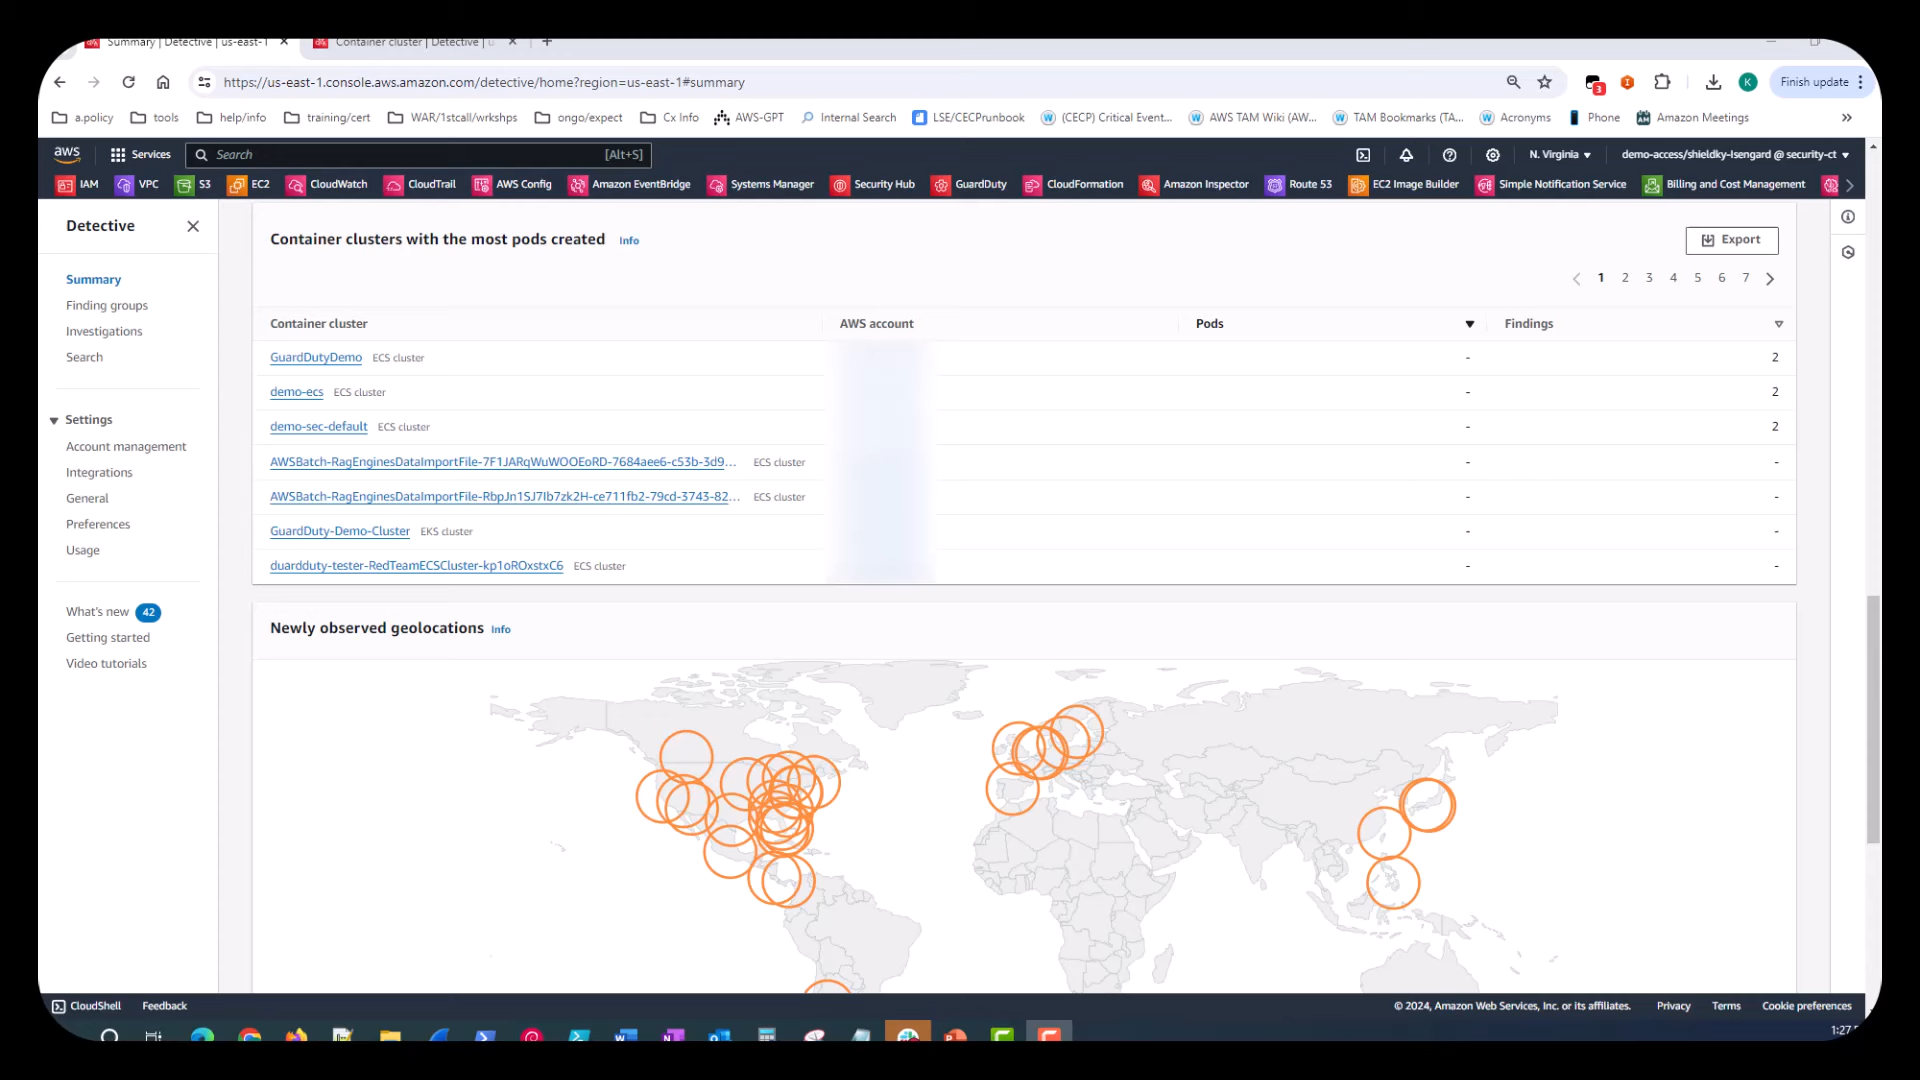 Summary | Detective | us-east-1
Container cluster | Detective | u
https://us-east-1.console.aws.amazon.com/detective/home?region=us-east-1#summary
3
K
Finish update
a.policy
tools
help/info
training/cert
WAR/1stcall/wrkshps
ongo/expect
Cx Info
AWS-GPT
Internal Search
LSE/CECPrunbook
(CECP) Critical Event...
AWS TAM Wiki (AW...
TAM Bookmarks (TA...
Acronyms
Phone
Amazon Meetings
aws
Services
Search
[Alt+S]
N. Virginia
demo-access/shieldky-Isengard @ security-ct
IAM
VPC
S3
EC2
CloudWatch
CloudTrail
AWS Config
Amazon EventBridge
Systems Manager
Security Hub
GuardDuty
CloudFormation
Amazon Inspector
Route 53
EC2 Image Builder
Simple Notification Service
Billing and Cost Management
Detective
Summary
Finding groups
Investigations
Search
Settings
Account management
Integrations
General
Preferences
Usage
What's new 42
Getting started
Video tutorials
Container clusters with the most pods created Info
Export
1 2 3 4 5 6 7
Container cluster AWS account Pods Findings
GuardDutyDemo ECS cluster - 2
demo-ecs ECS cluster - 2
demo-sec-default ECS cluster - 2
AWSBatch-RagEnginesDataImportFile-7F1JARqWuWOOEoRD-7684aee6-c53b-3d9... ECS cluster - -
AWSBatch-RagEnginesDataImportFile-RbpJn1SJ7Ib7zk2H-ce711fb2-79cd-3743-82... ECS cluster - -
GuardDuty-Demo-Cluster EKS cluster - -
duardduty-tester-RedTeamECSCluster-kp1oROxstxC6 ECS cluster - -
Newly observed geolocations Info
CloudShell
Feedback
© 2024, Amazon Web Services, Inc. or its affiliates.
Privacy
Terms
Cookie preferences
1:27